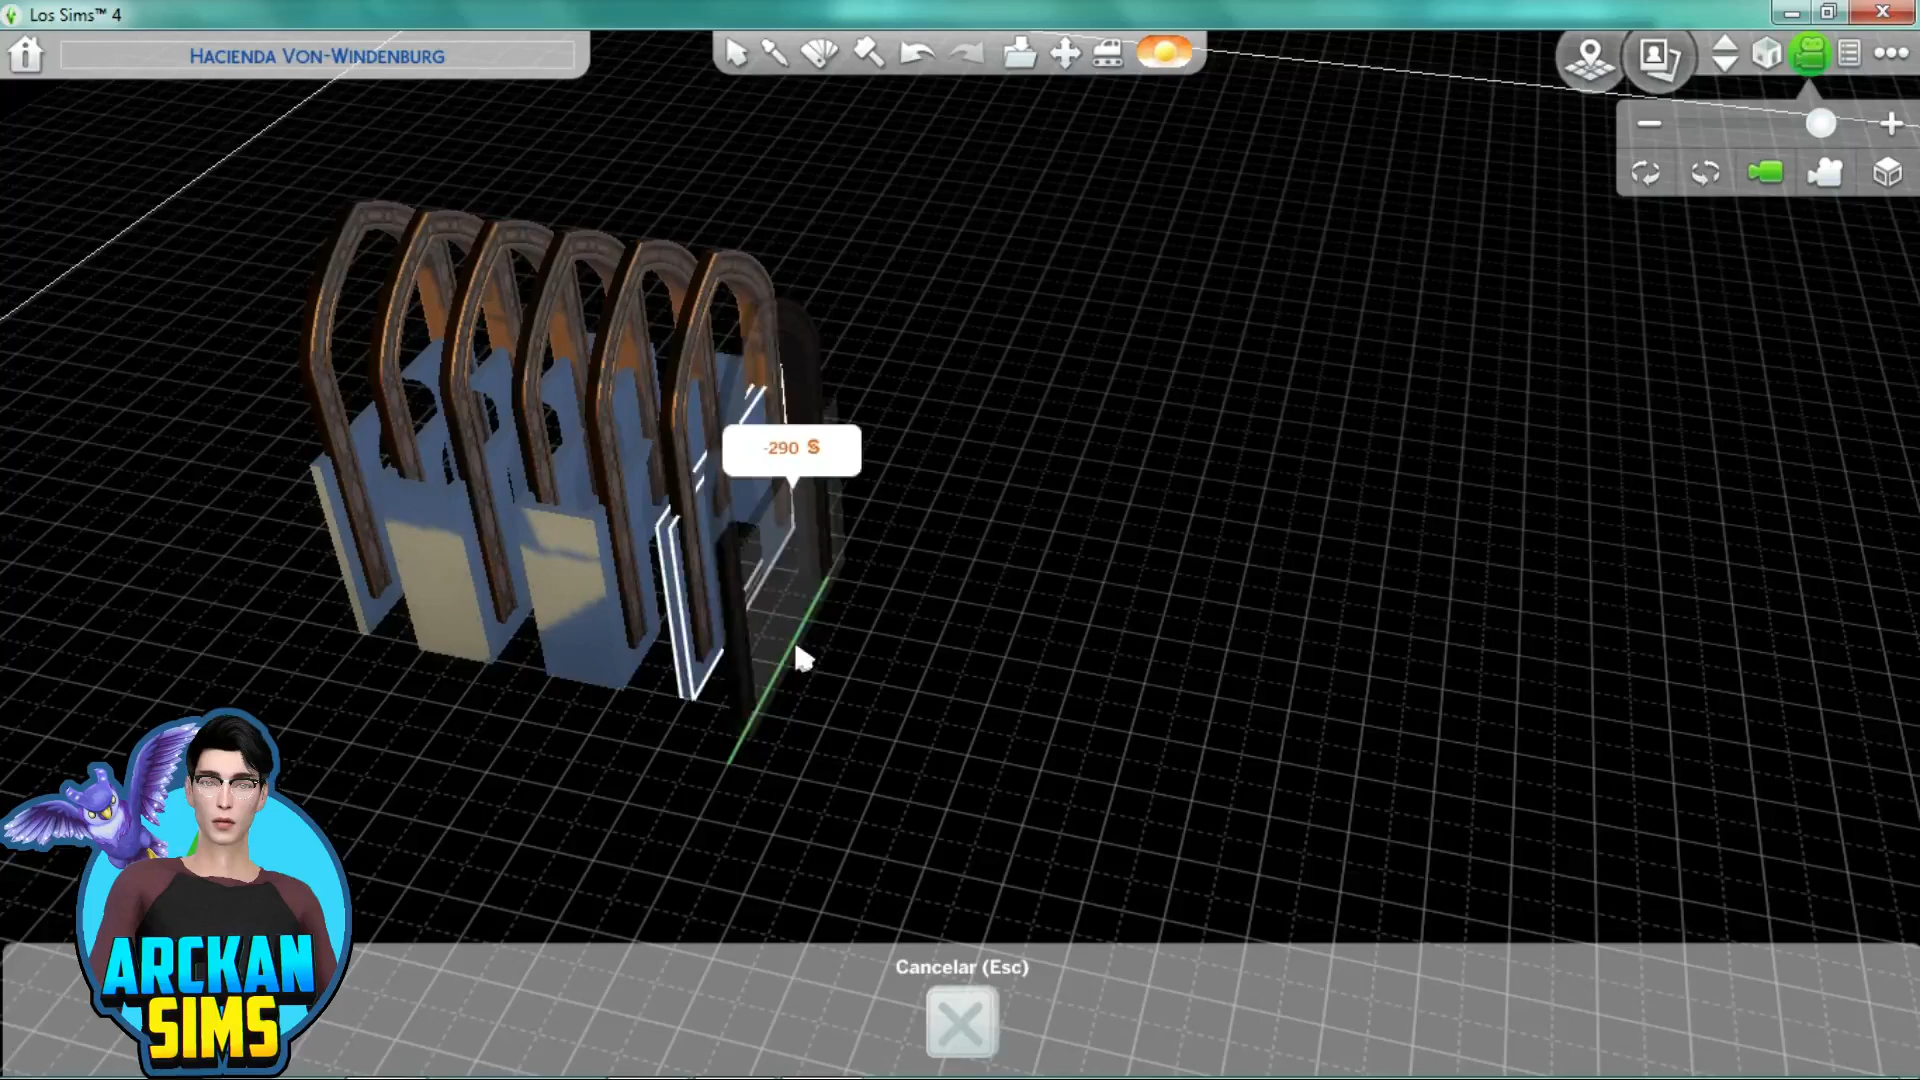 Los Sims™ 4
HACIENDA VON-WINDENBURG
-290 §
Cancelar (Esc)
ARCKAN
SIMS